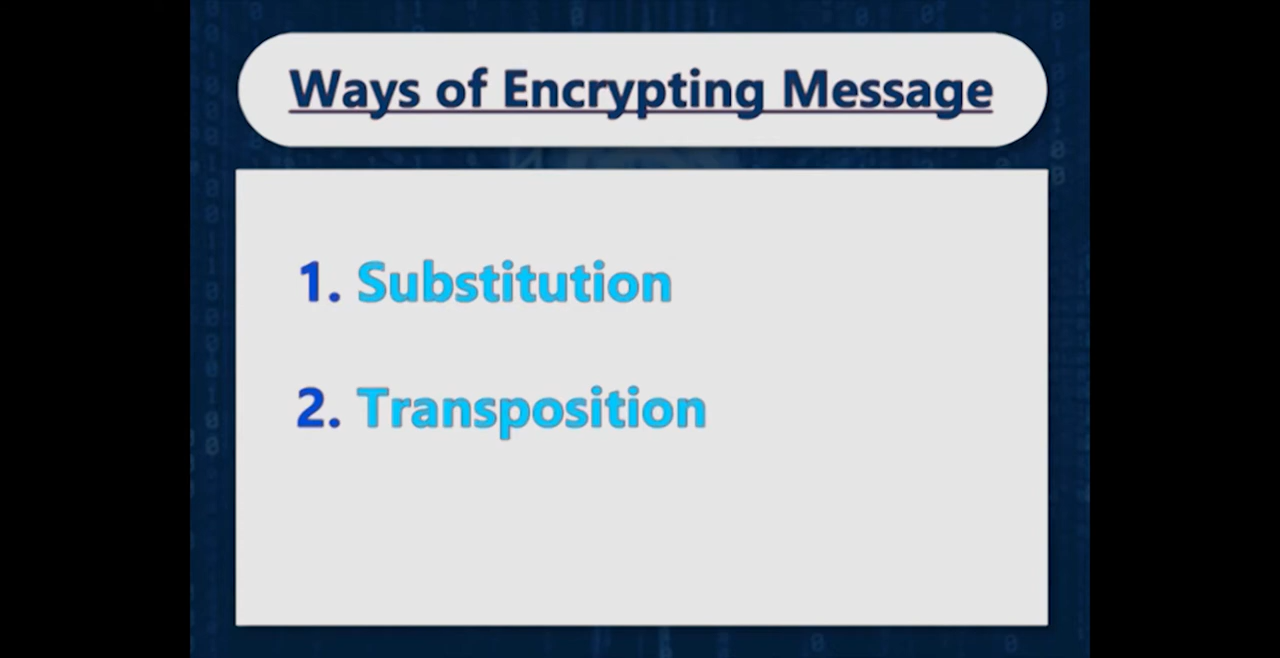 Ways of Encrypting Message
1. Substitution
2. Transposition